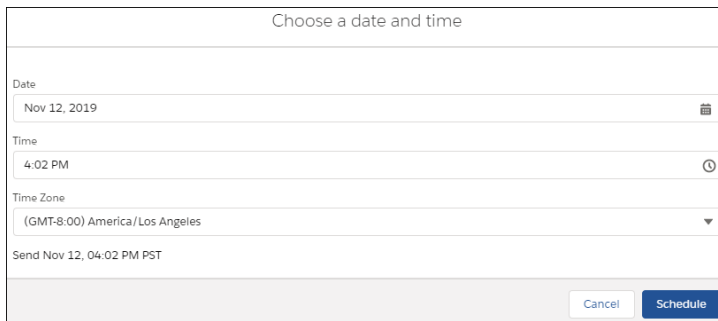 Choose a date and time
Date
Nov 12, 2019
Time
4:02 PM
Time Zone
(GMT-8:00) America/Los Angeles
Send Nov 12, 04:02 PM PST
Cancel Schedule